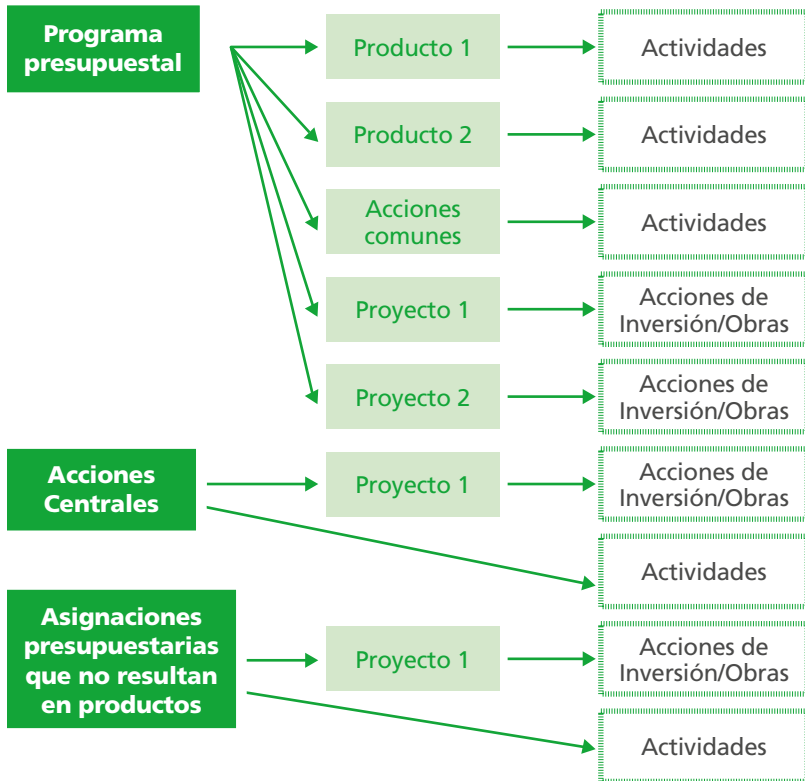 Programa
presupuestal
Producto 1
Actividades
Producto 2
Actividades
Acciones
comunes
Actividades
Proyecto 1
Acciones de
Inversión/Obras
Proyecto 2
Acciones de
Inversión/Obras
Acciones
Centrales
Proyecto 1
Acciones de
Inversión/Obras
Actividades
Asignaciones
presupuestarias
que no resultan
en productos
Proyecto 1
Acciones de
Inversión/Obras
Actividades